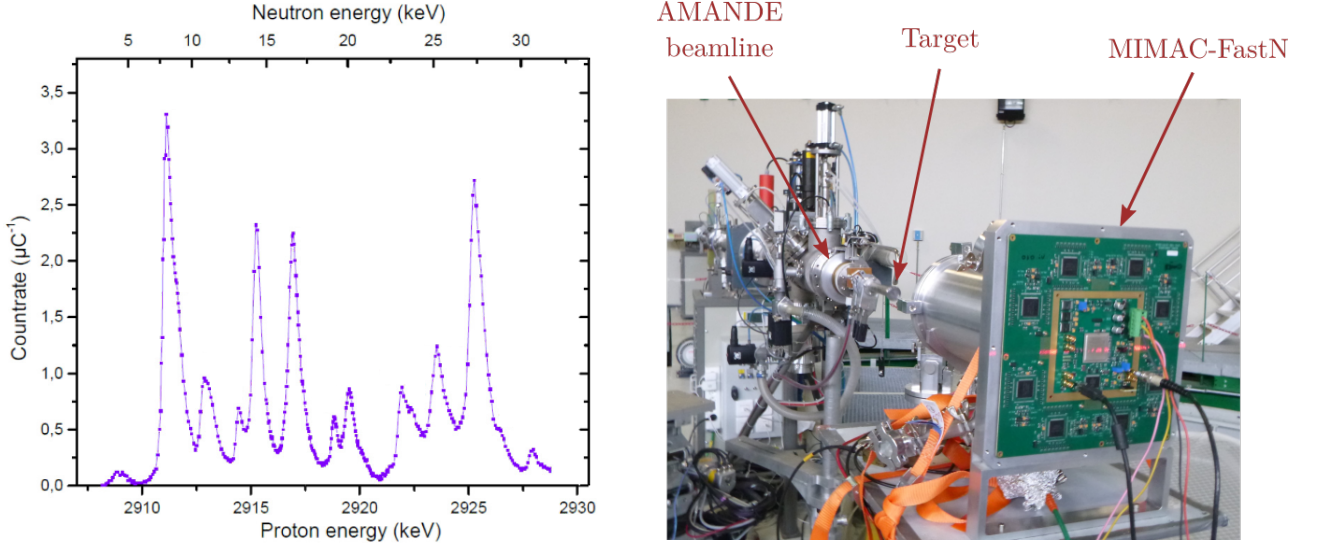 Neutron energy (keV)
5 10 15 16 20 25 30
3,5
3,0
2,5
2,0
1,5
1,0
0,5
0,0
Countrate (µC-1)
2910 2915 2920 2925 2930
Proton energy (keV)
AMANDE
beamline
Target
MIMAC-FastN